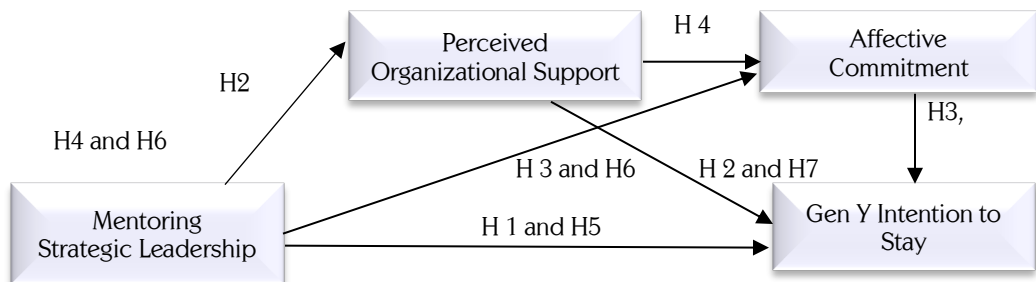 Perceived
Organizational Support
H 4
Affective
Commitment
H2
H3,
H4 and H6
H 3 and H6
H 2 and H7
Mentoring
Strategic Leadership
H 1 and H5
Gen Y Intention to
Stay